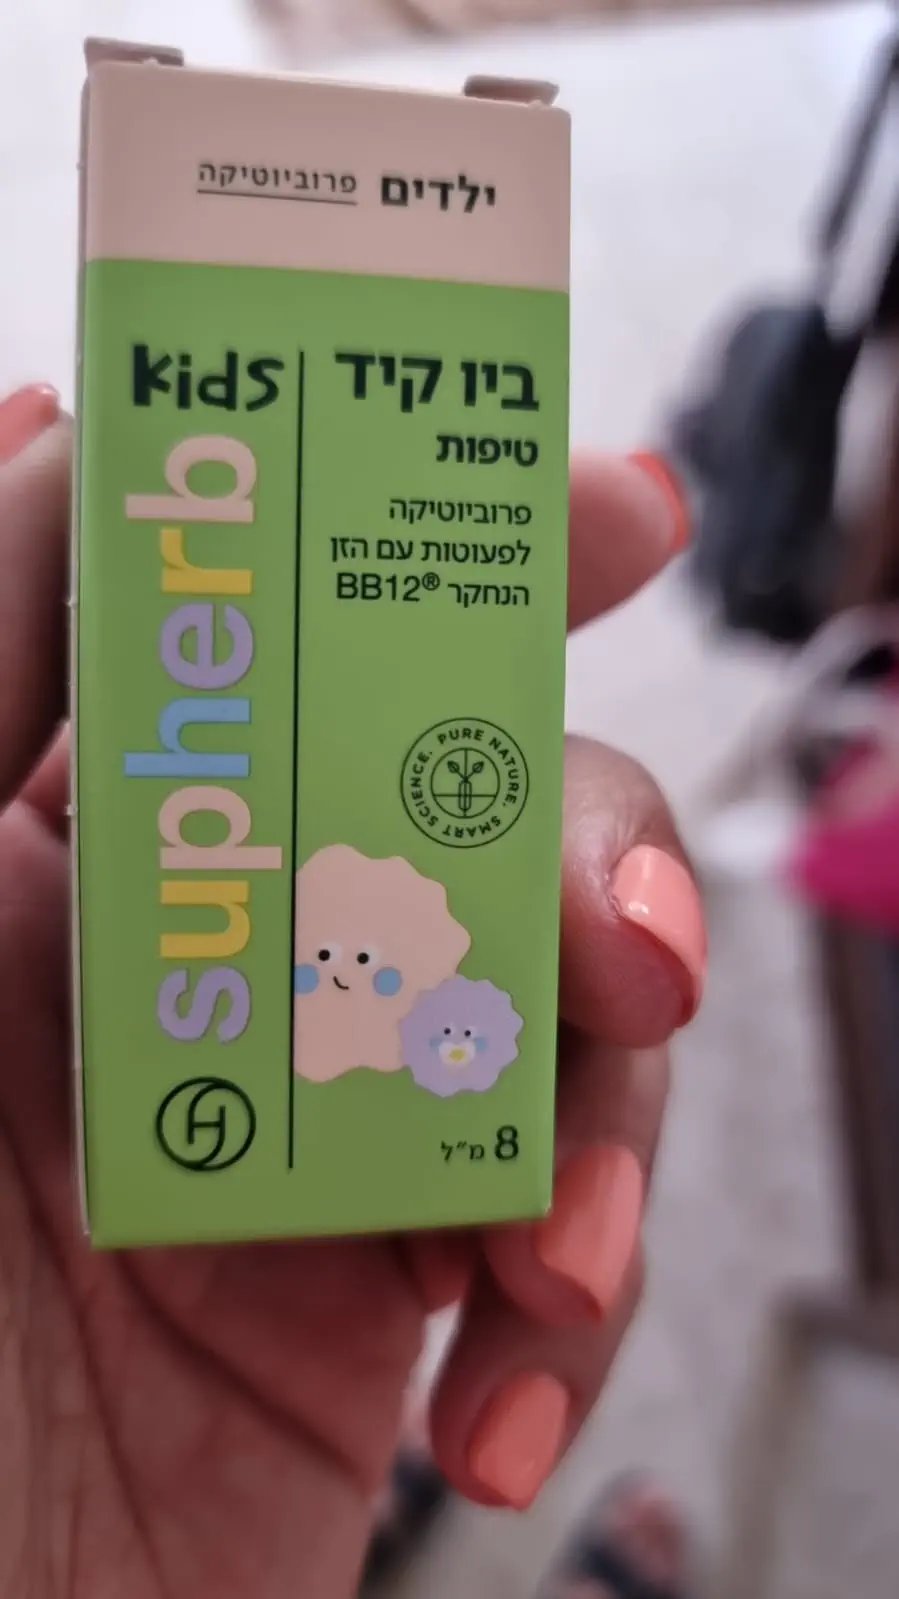 ילדים פרוביוטיקה
kids
supherb
ביו קיד
טיפות
פרוביוטיקה
לפעוטות עם הזן
הנחקר BB12®
PURE NATURE. SMART SCIENCE.
8 מ"ל